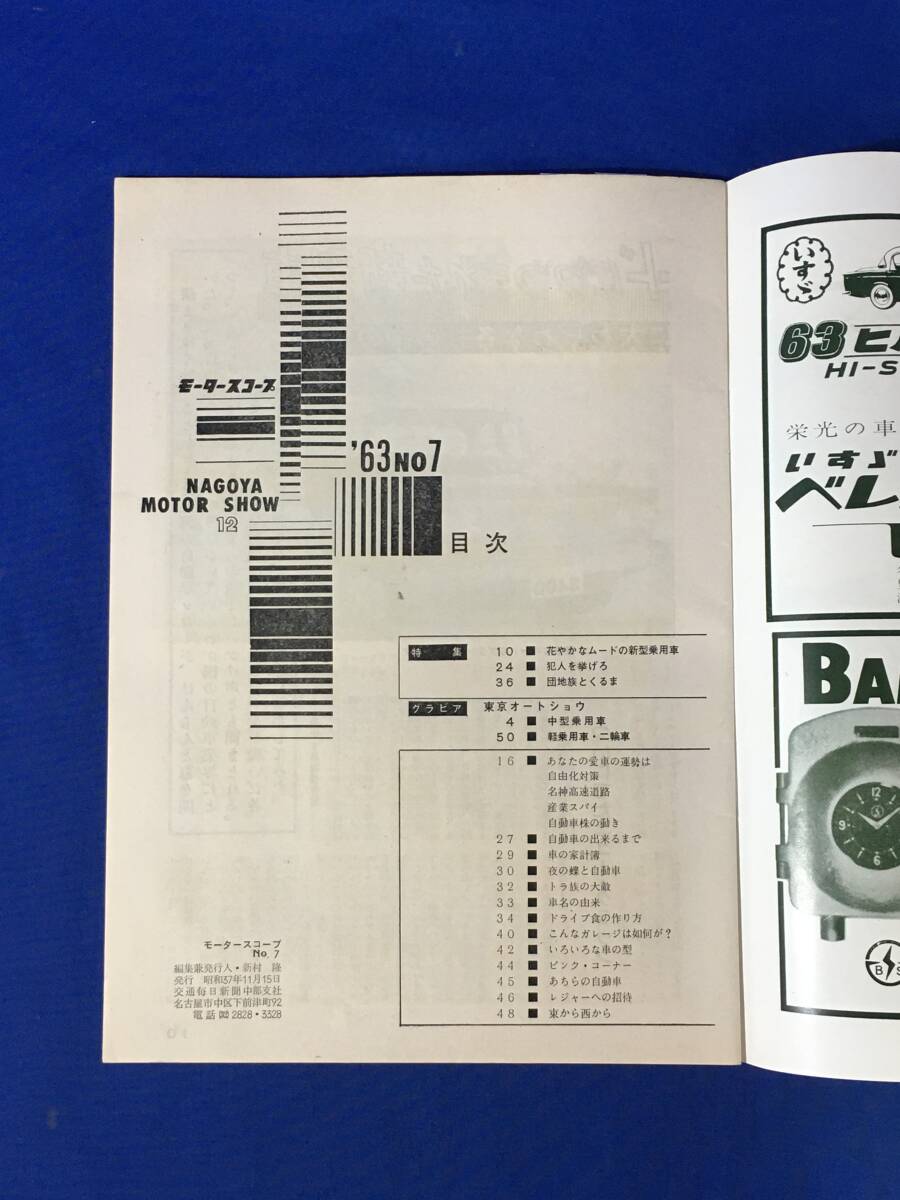 モータースコープ
'63 NO7
NAGOYA
MOTOR SHOW
12
目次
特集
10 ■ 花やかなムードの新型乗用車
24 ■ 犯人を挙げろ
36 ■ 団地族とくるま
グラビア 東京オートショウ
4 ■ 中型乗用車
50 ■ 軽乗用車・二輪車
16 ■ あなたの愛車の運勢は
自由化対策
名神高速道路
産業スパイ
自動車株の動き
27 ■ 自動車の出来るまで
29 ■ 車の家計簿
30 ■ 夜の蝶と自動車
32 ■ トラ族の大敵
33 ■ 車名の由来
34 ■ ドライブ食の作り方
40 ■ こんなガレージは如何が?
42 ■ いろいろな車の型
44 ■ ピンク・コーナー
45 ■ あちらの自動車
46 ■ レジャーへの招待
48 ■ 東から西から
モータースコープ
No. 7
編集兼発行人・新村 隆
発行 昭和37年11月15日
交通毎日新聞中部支社
名古屋市中区下前津町92
電話 2828・3328
いすゞ
63 ヒ
HI-S
栄光の車
いすゞ
ベレ
BA
12
3
6
9
S
B S